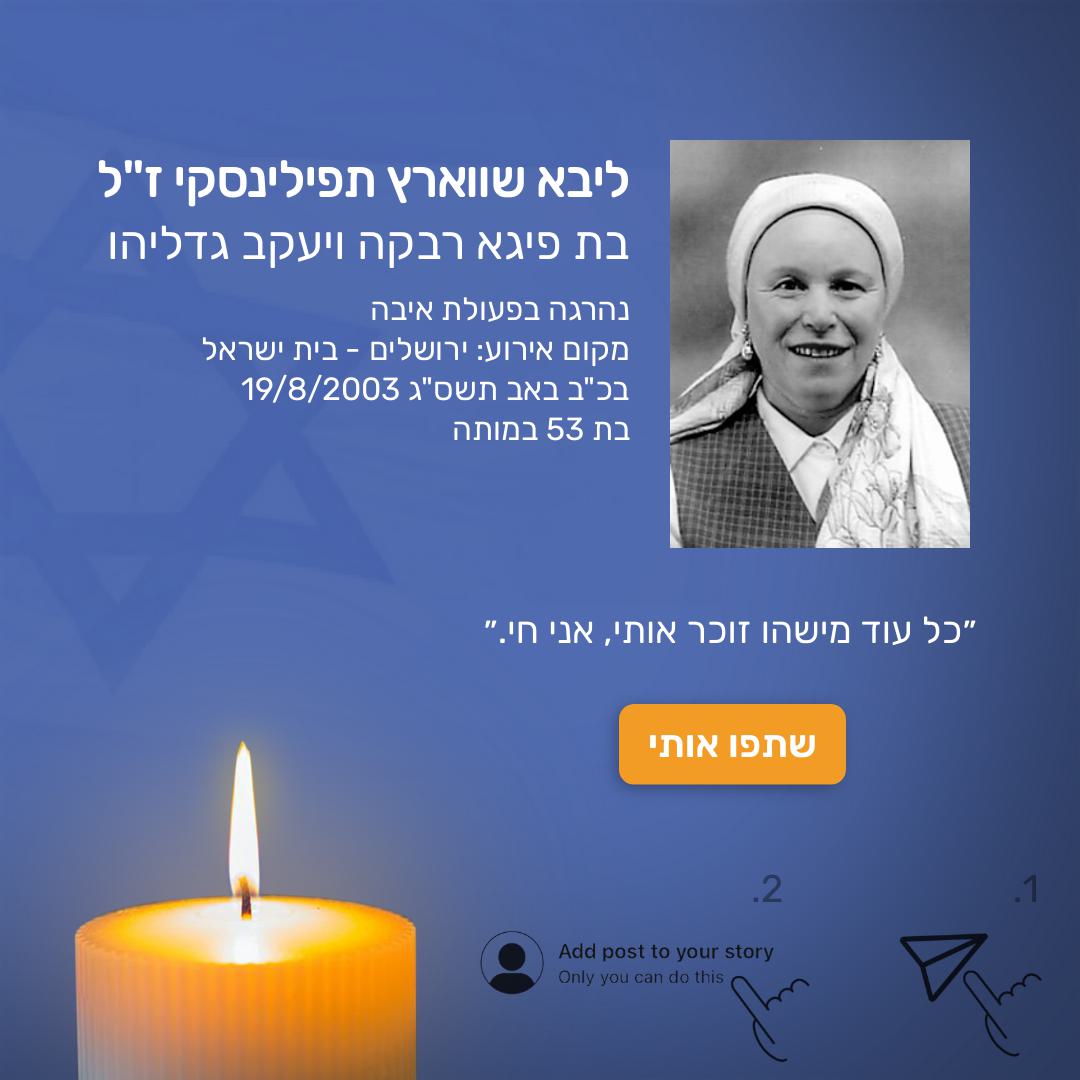 ליבא שווארץ תפילינסקי ז"ל
בת פיגא רבקה ויעקב גדליהו
נהרגה בפעולת איבה
מקום אירוע: ירושלים - בית ישראל
בכ"ב באב תשס"ג 19/8/2003
בת 53 במותה
״כל עוד מישהו זוכר אותי, אני חי.״
שתפו אותי
.1
.2
Add post to your story
Only you can do this